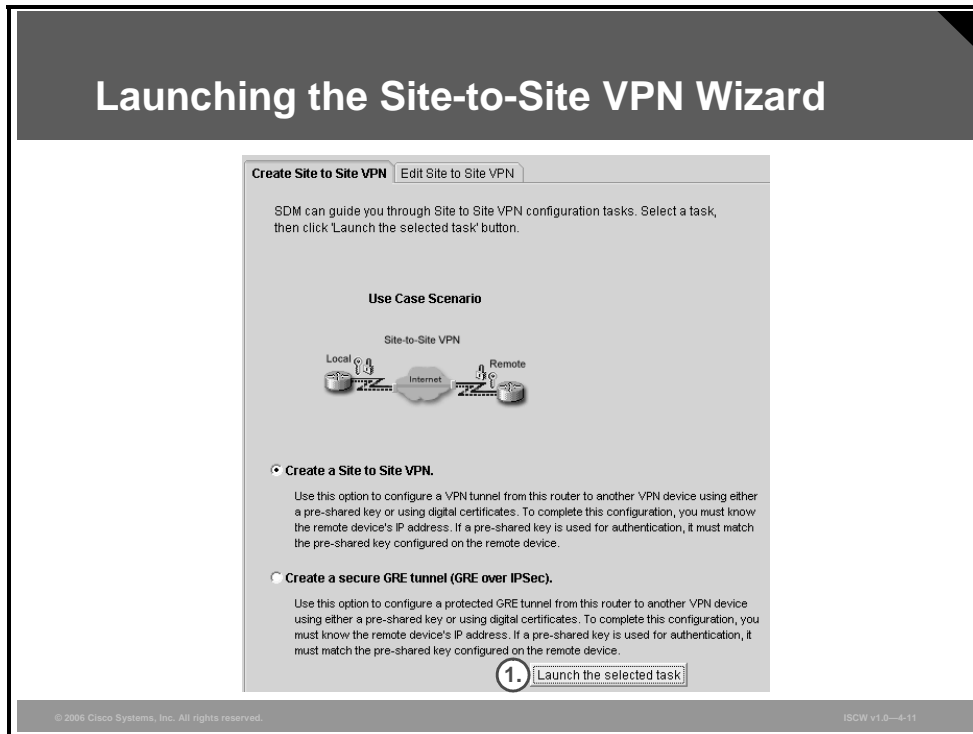 Launching the Site-to-Site VPN Wizard
Create Site to Site VPN
Edit Site to Site VPN
SDM can guide you through Site to Site VPN configuration tasks. Select a task,
then click 'Launch the selected task' button.
Use Case Scenario
Site-to-Site VPN
Local
Internet
Remote
Create a Site to Site VPN.
Use this option to configure a VPN tunnel from this router to another VPN device using either
a pre-shared key or using digital certificates. To complete this configuration, you must know
the remote device's IP address. If a pre-shared key is used for authentication, it must match
the pre-shared key configured on the remote device.
Create a secure GRE tunnel (GRE over IPSec).
Use this option to configure a protected GRE tunnel from this router to another VPN device
using either a pre-shared key or using digital certificates. To complete this configuration, you
must know the remote device's IP address. If a pre-shared key is used for authentication, it
must match the pre-shared key configured on the remote device.
1. Launch the selected task
© 2006 Cisco Systems, Inc. All rights reserved.
ISCW v1.0—4-11